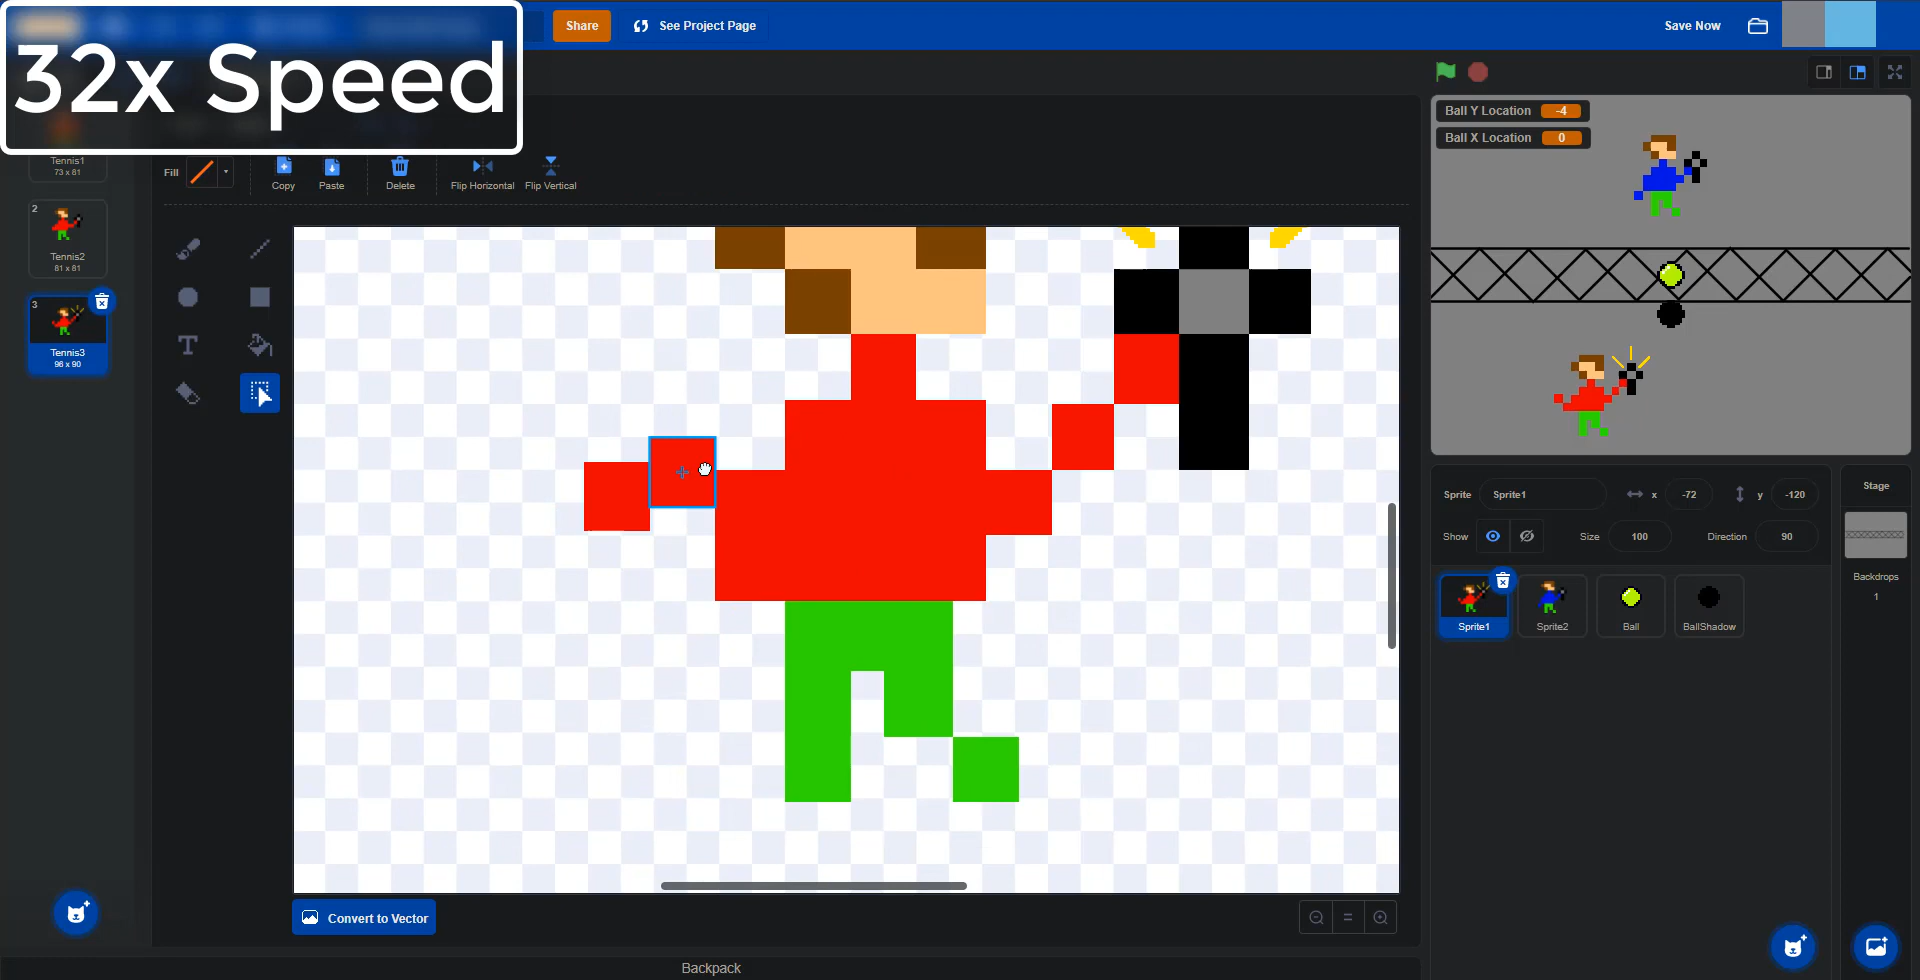 32x Speed
Share
See Project Page
Save Now
Tennis1
73 x 81
Fill
Copy
Paste
Delete
Flip Horizontal
Flip Vertical
2
Tennis2
81 x 81
3
Tennis3
96 x 90
T
Convert to Vector
Backpack
Ball Y Location -4
Ball X Location 0
Sprite Sprite1 x -72 y -120
Show Size 100 Direction 90
Sprite1
Sprite2
Ball
BallShadow
Stage
Backdrops
1